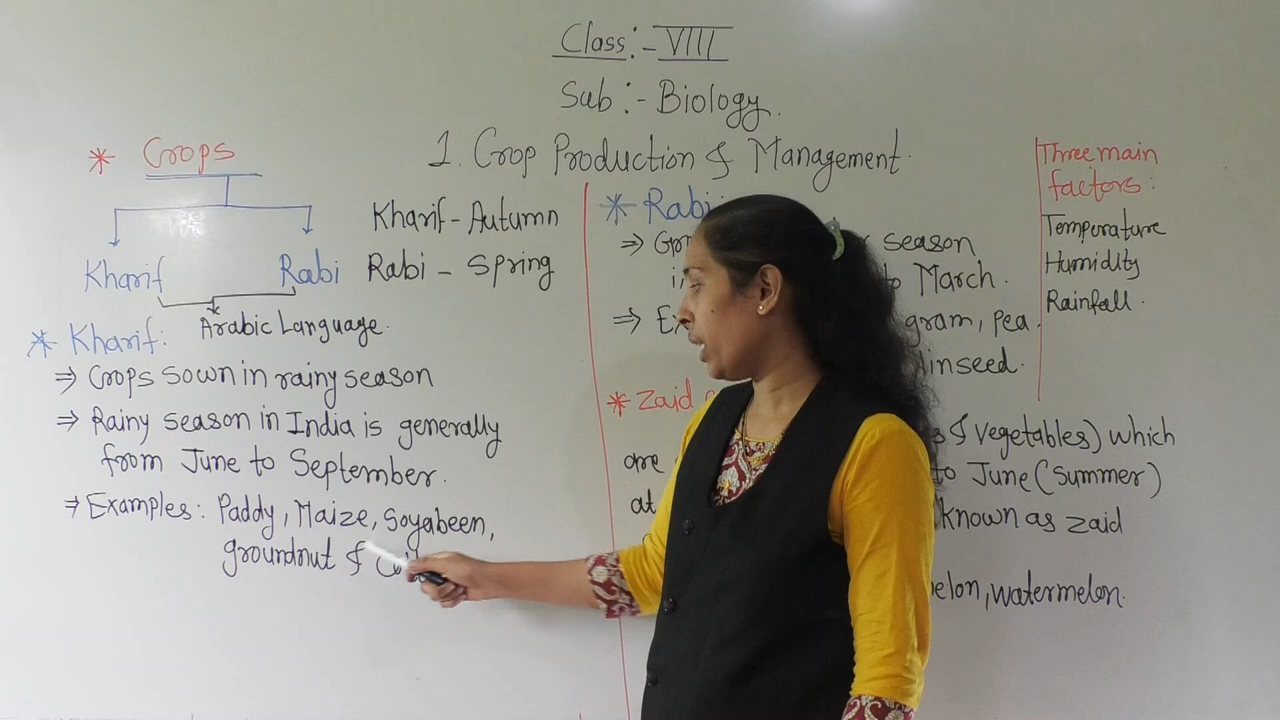 Class:- VIII
Sub:- Biology.
1. Crop Production & Management.
* Crops
Kharif
Rabi
Arabic Language.
Kharif - Autumn
Rabi - Spring
* Kharif:
⇒ Crops sown in rainy season
⇒ Rainy season in India is generally
from June to September.
⇒ Examples: Paddy, Maize, Soyabeen,
groundnut &
* Rabi
⇒ season
to March.
⇒ gram, pea.
linseed.
* Zaid
& vegetables) which
are to June (Summer)
at known as zaid
watermelon.
Three main
factors:
Temperature
Humidity
Rainfall.